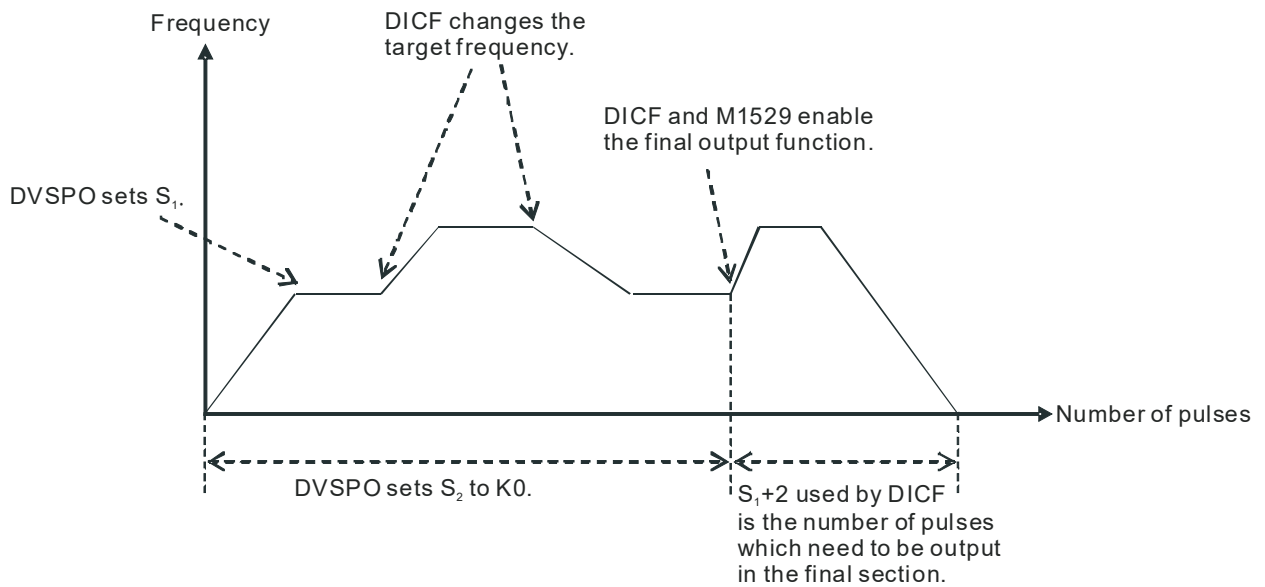 Frequency
DICF changes the
target frequency.
DICF and M1529 enable
the final output function.
DVSPO sets S₁.
Number of pulses
DVSPO sets S₂ to K0.
S₁+2 used by DICF
is the number of pulses
which need to be output
in the final section.